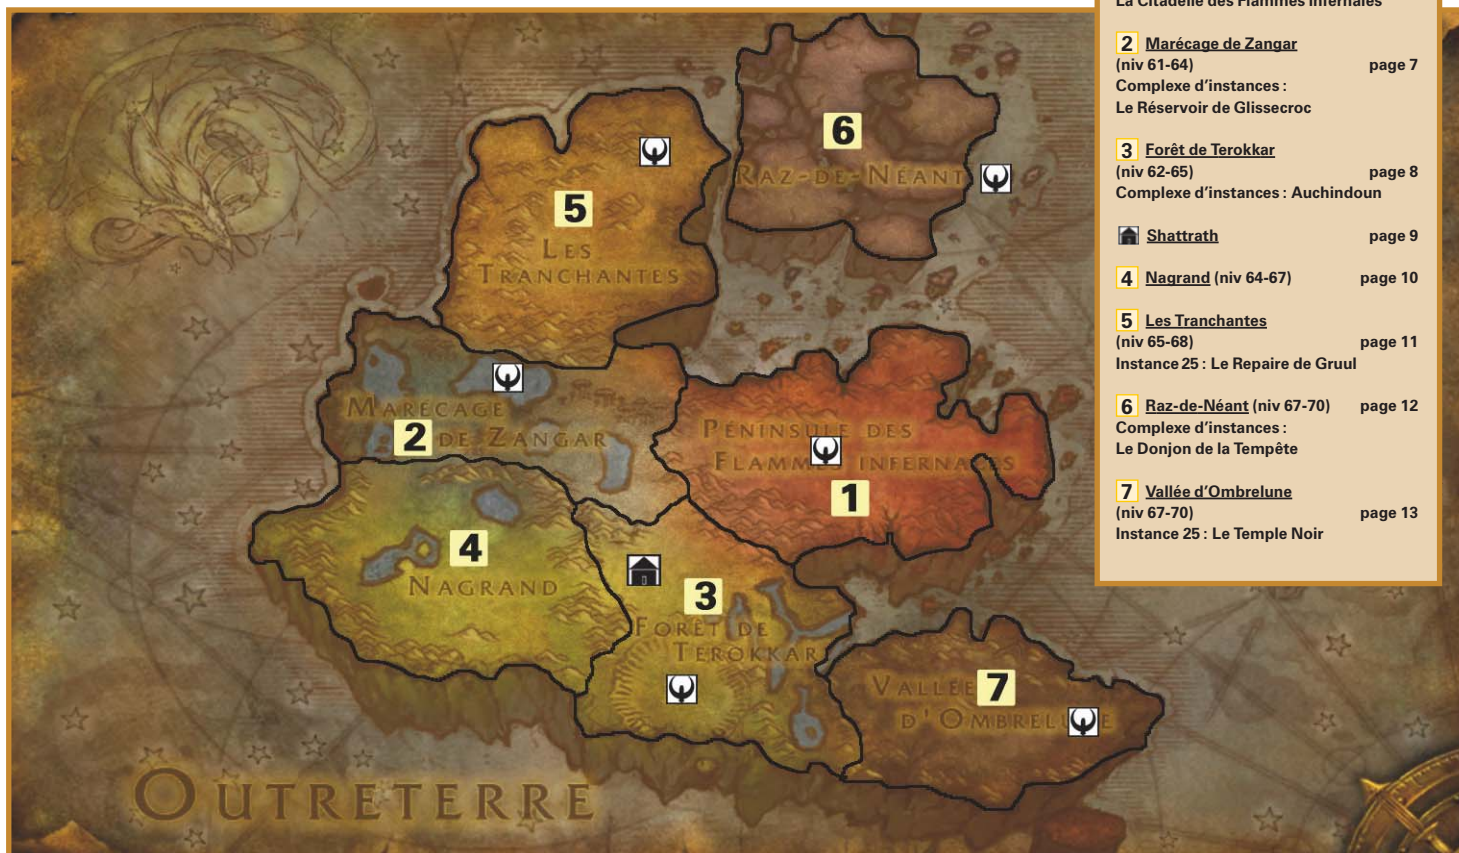 6
RAZ-DE-NÉANT
5
LES
TRANCHANTES
MARÉCAGE
2
DE ZANGAR
PÉNINSULE DES
FLAMMES INFERNALES
1
4
NAGRAND
3
FORÊT DE
TEROKKAR
VALLÉE
7
D'OMBRELUNE
OUTRETERRE
La Citadelle des Flammes Infernales
2 Marécage de Zangar
(niv 61-64) page 7
Complexe d'instances :
Le Réservoir de Glissecroc
3 Forêt de Terokkar
(niv 62-65) page 8
Complexe d'instances : Auchindoun
Shattrath page 9
4 Nagrand (niv 64-67) page 10
5 Les Tranchantes
(niv 65-68) page 11
Instance 25 : Le Repaire de Gruul
6 Raz-de-Néant (niv 67-70) page 12
Complexe d'instances :
Le Donjon de la Tempête
7 Vallée d'Ombrelune
(niv 67-70) page 13
Instance 25 : Le Temple Noir